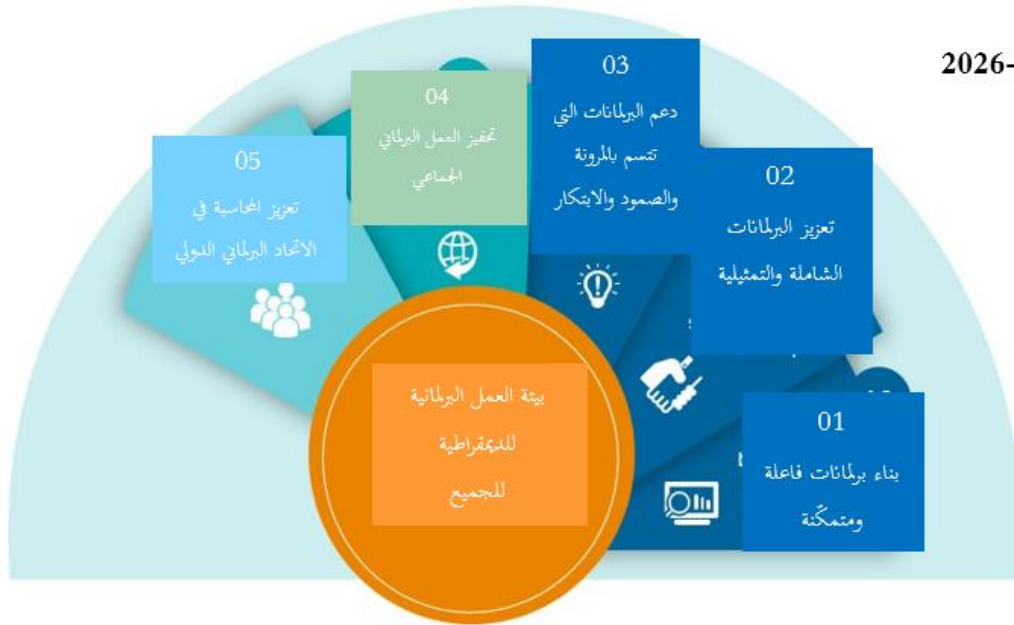 2026-
01
بناء برلمانات فاعلة
ومتمكّنة
02
تعزيز البرلمانات
الشاملة والتمثيلية
03
دعم البرلمانات التي
تتسم بالمرونة
والصمود والابتكار
04
تحفيز العمل البرلماني
الجماعي
05
تعزيز المحاسبة في
الاتحاد البرلماني الدولي
بيئة العمل البرلمانية
للديمقراطية
للجميع